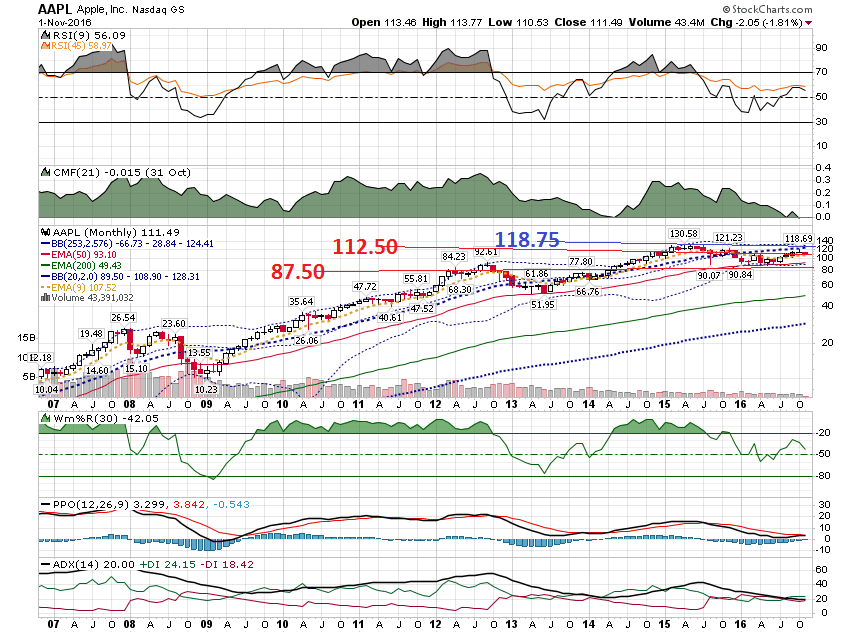 AAPL Apple, Inc. Nasdaq GS © StockCharts.com
1-Nov-2016 Open 113.46 High 113.77 Low 110.53 Close 111.49 Volume 43.4M Chg -2.05 (-1.81%)
RSI(9) 56.09
RSI(45) 58.97
90
70
50
30
10
CMF(21) -0.015 (31 Oct)
0.4
0.3
0.2
0.1
0.0
AAPL (Monthly) 111.49
BB(253,2.576) -66.73 - 28.84 - 124.41
EMA(50) 93.10
EMA(200) 49.43
BB(20,2.0) 89.50 - 108.90 - 128.31
EMA(9) 107.52
Volume 43,391,032
118.75
112.50
87.50
130.58
121.23
118.69
92.61
84.23
77.80
61.86
55.81
47.72
35.64
26.54
23.60
19.48
12.18
10.04
14.60
15.10
13.55
10.23
26.06
40.61
47.52
68.30
51.95
66.76
90.07
90.84
140
120
100
80
60
40
20
15B
10B
5B
07 A J O 08 A J O 09 A J O 10 A J O 11 A J O 12 A J O 13 A J O 14 A J O 15 A J O 16 A J O
Wm%R(30) -42.05
-20
-50
-80
PPO(12,26,9) 3.299, 3.842, -0.543
30
20
10
0
-10
ADX(14) 20.00 +DI 24.15 -DI 18.42
60
40
20
0
07 A J O 08 A J O 09 A J O 10 A J O 11 A J O 12 A J O 13 A J O 14 A J O 15 A J O 16 A J O